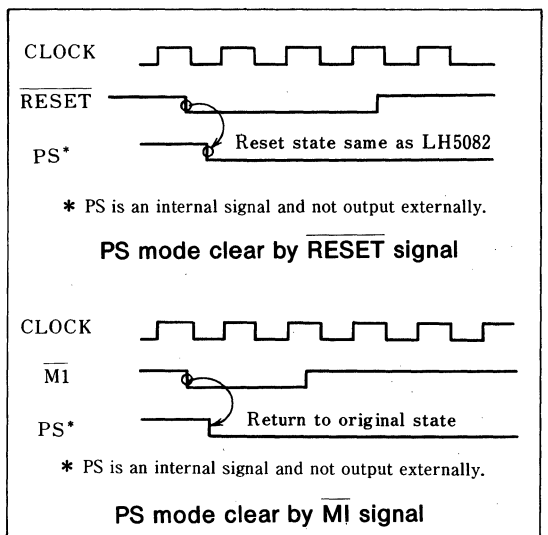 CLOCK
RESET
PS*
Reset state same as LH5082
* PS is an internal signal and not output externally.
PS mode clear by RESET signal
CLOCK
M1
PS*
Return to original state
* PS is an internal signal and not output externally.
PS mode clear by MI signal